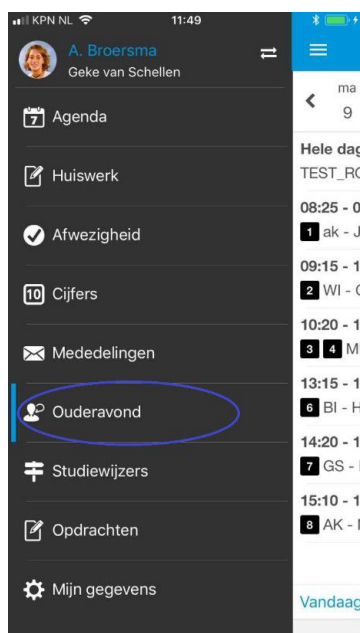 KPN NL 11:49
A. Broersma
Geke van Schellen
7 Agenda
Huiswerk
Afwezigheid
10 Cijfers
Mededelingen
Ouderavond
Studiewijzers
Opdrachten
Mijn gegevens
ma
9
Hele dag
TEST_RO
08:25 - 0
1 ak - J
09:15 - 1
2 WI -
10:20 - 1
3 4 M
13:15 - 1
6 BI - H
14:20 - 1
7 GS -
15:10 - 1
8 AK -
Vandaag